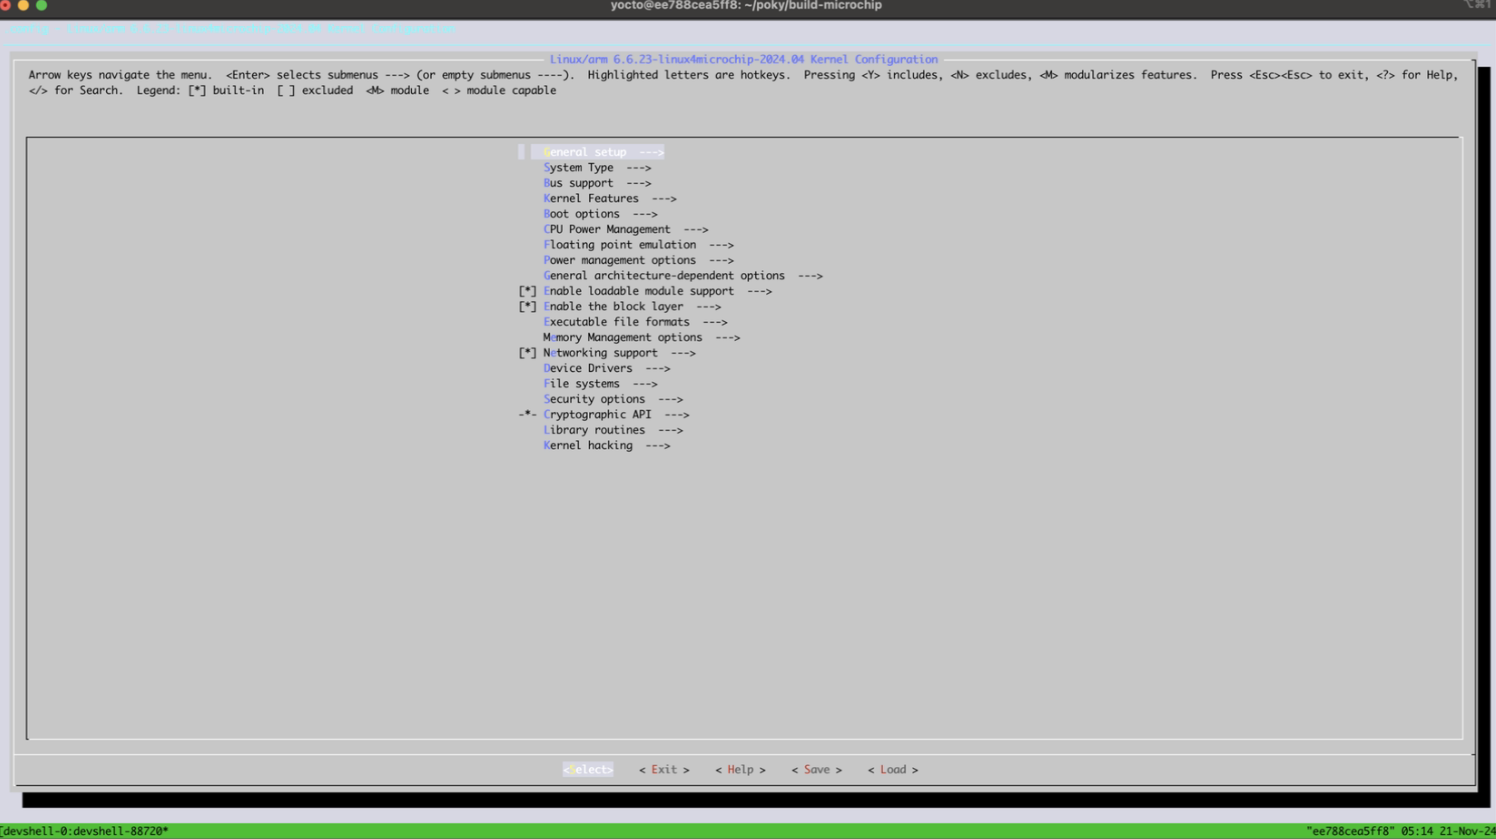 yocto@ee788cea5ff8: ~/poky/build-microchip
⌥⌘1
.config - Linux/arm 6.6.23-linux4microchip-2024.04 Kernel Configuration
Linux/arm 6.6.23-linux4microchip-2024.04 Kernel Configuration
Arrow keys navigate the menu.  <Enter> selects submenus ---> (or empty submenus ----).  Highlighted letters are hotkeys.  Pressing <Y> includes, <N> excludes, <M> modularizes features.  Press <Esc><Esc> to exit, <?> for Help,
</> for Search.  Legend: [*] built-in  [ ] excluded  <M> module  < > module capable
General setup  --->
System Type  --->
Bus support  --->
Kernel Features  --->
Boot options  --->
CPU Power Management  --->
Floating point emulation  --->
Power management options  --->
General architecture-dependent options  --->
[*] Enable loadable module support  --->
[*] Enable the block layer  --->
Executable file formats  --->
Memory Management options  --->
[*] Networking support  --->
Device Drivers  --->
File systems  --->
Security options  --->
-*- Cryptographic API  --->
Library routines  --->
Kernel hacking  --->
<Select>    < Exit >    < Help >    < Save >    < Load >
[devshell-0:devshell-88720* "ee788cea5ff8" 05:14 21-Nov-24